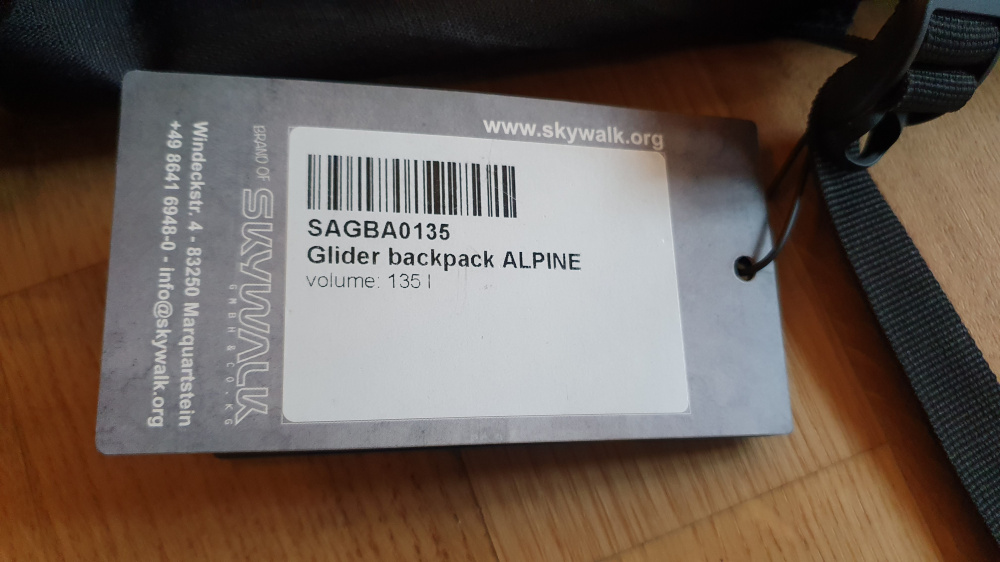 www.skywalk.org
SAGBA0135
Glider backpack ALPINE
volume: 135 l
BRAND OF SKYWALK
GMBH & CO. KG
Windeckstr. 4 - 83250 Marquartstein
+49 8641 6948-0 - info@skywalk.org